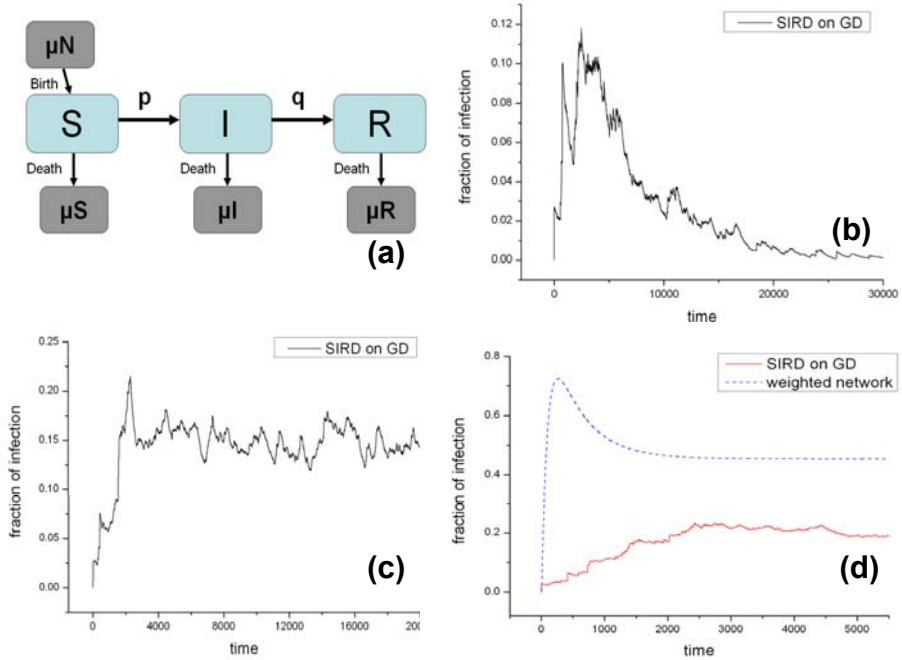 μN
Birth
p
q
S
I
R
Death
Death
Death
μS
μI
μR
(a)
SIRD on GD
fraction of infection
0.12
0.10
0.08
0.06
0.04
0.02
0.00
0
10000
20000
30000
time
(b)
SIRD on GD
fraction of infection
0.25
0.20
0.15
0.10
0.05
0.00
0
4000
8000
12000
16000
time
(c)
SIRD on GD
weighted network
fraction of infection
0.8
0.6
0.4
0.2
0.0
0
1000
2000
3000
4000
5000
time
(d)